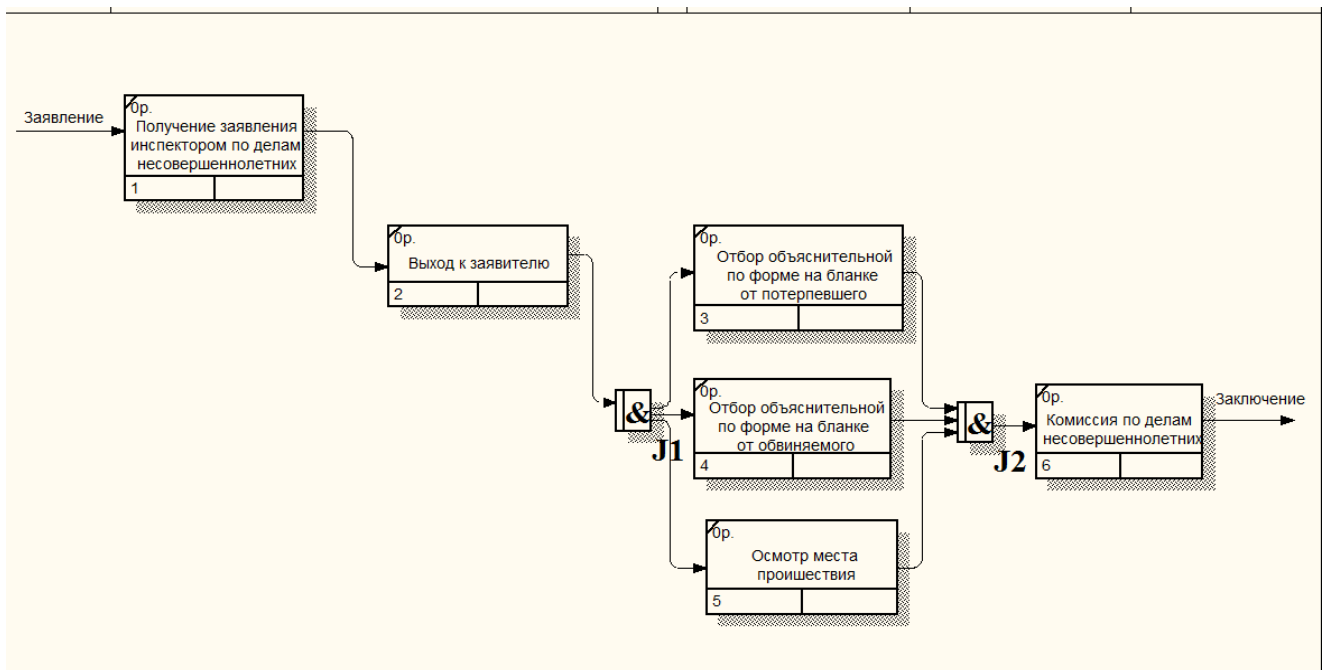 Заявление
0р.
Получение заявления
инспектором по делам
несовершеннолетних
1
0р.
Выход к заявителю
2
&
J1
0р.
Отбор объяснительной
по форме на бланке
от потерпевшего
3
0р.
Отбор объяснительной
по форме на бланке
от обвиняемого
4
0р.
Осмотр места
проишествия
5
&
J2
0р.
Комиссия по делам
несовершеннолетних
6
Заключение